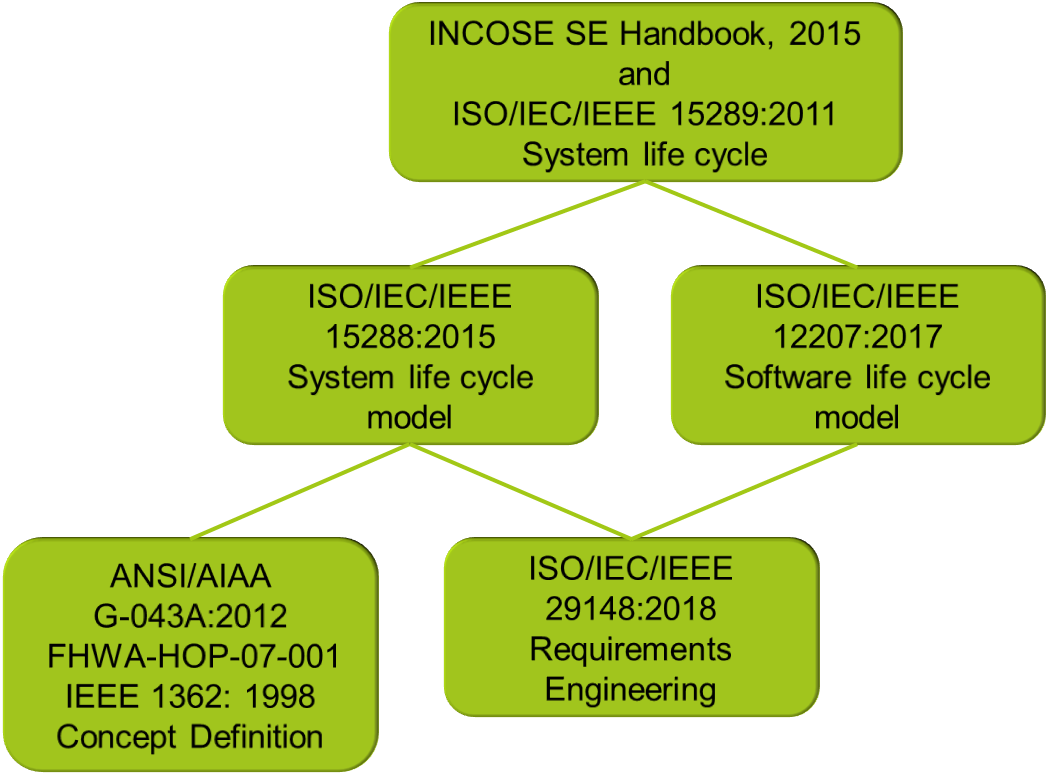 INCOSE SE Handbook, 2015
and
ISO/IEC/IEEE 15289:2011
System life cycle
ISO/IEC/IEEE
15288:2015
System life cycle
model
ISO/IEC/IEEE
12207:2017
Software life cycle
model
ANSI/AIAA
G-043A:2012
FHWA-HOP-07-001
IEEE 1362: 1998
Concept Definition
ISO/IEC/IEEE
29148:2018
Requirements
Engineering